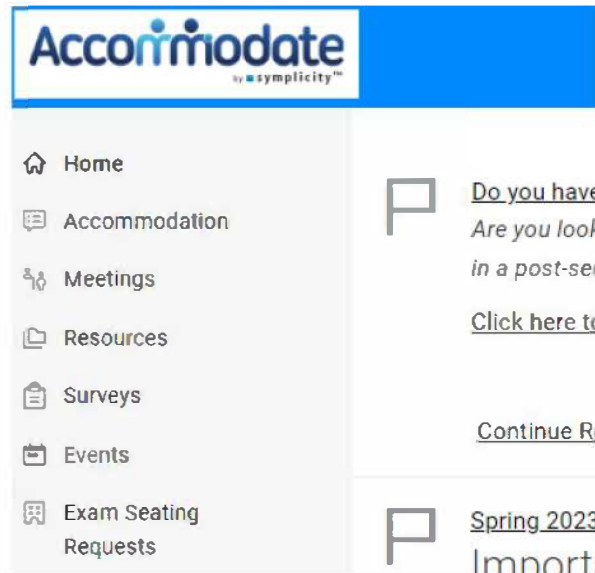 Accommodate
by symplicity™
Home
Accommodation
Meetings
Resources
Surveys
Events
Exam Seating
Requests
Do you have
Are you look
in a post-se
Click here to
Continue R
Spring 2023
Import